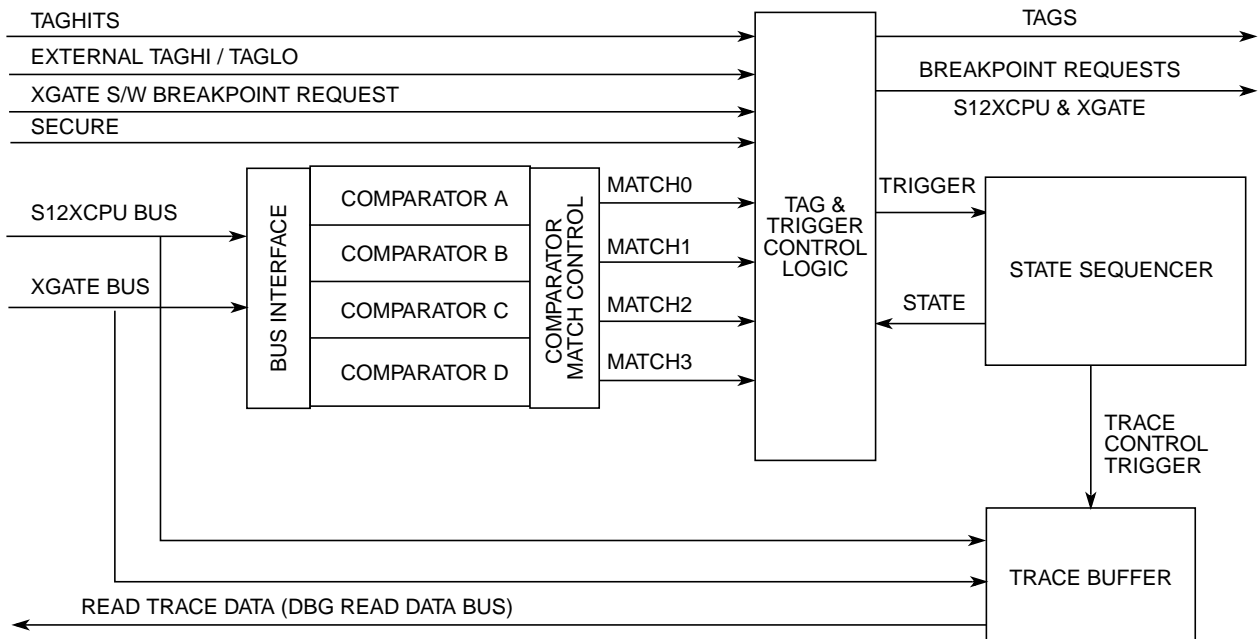 TAGHITS
EXTERNAL TAGHI / TAGLO
XGATE S/W BREAKPOINT REQUEST
SECURE
TAGS
BREAKPOINT REQUESTS
S12XCPU & XGATE
S12XCPU BUS
XGATE BUS
BUS INTERFACE
COMPARATOR A
COMPARATOR B
COMPARATOR C
COMPARATOR D
COMPARATOR
MATCH CONTROL
MATCH0
MATCH1
MATCH2
MATCH3
TAG &
TRIGGER
CONTROL
LOGIC
TRIGGER
STATE
STATE SEQUENCER
TRACE
CONTROL
TRIGGER
TRACE BUFFER
READ TRACE DATA (DBG READ DATA BUS)